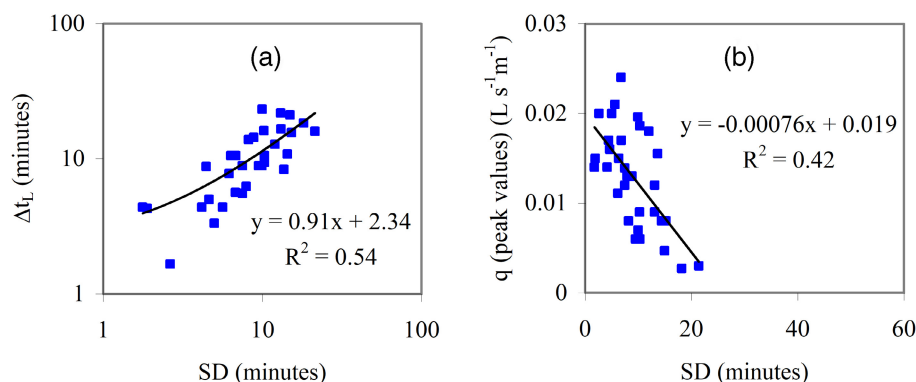 (a)
100
10
1
1
10
100
Δt_L (minutes)
SD (minutes)
y = 0.91x + 2.34
R² = 0.54
(b)
0.03
0.02
0.01
0
0
20
40
60
q (peak values) (L s⁻¹m⁻¹)
SD (minutes)
y = -0.00076x + 0.019
R² = 0.42